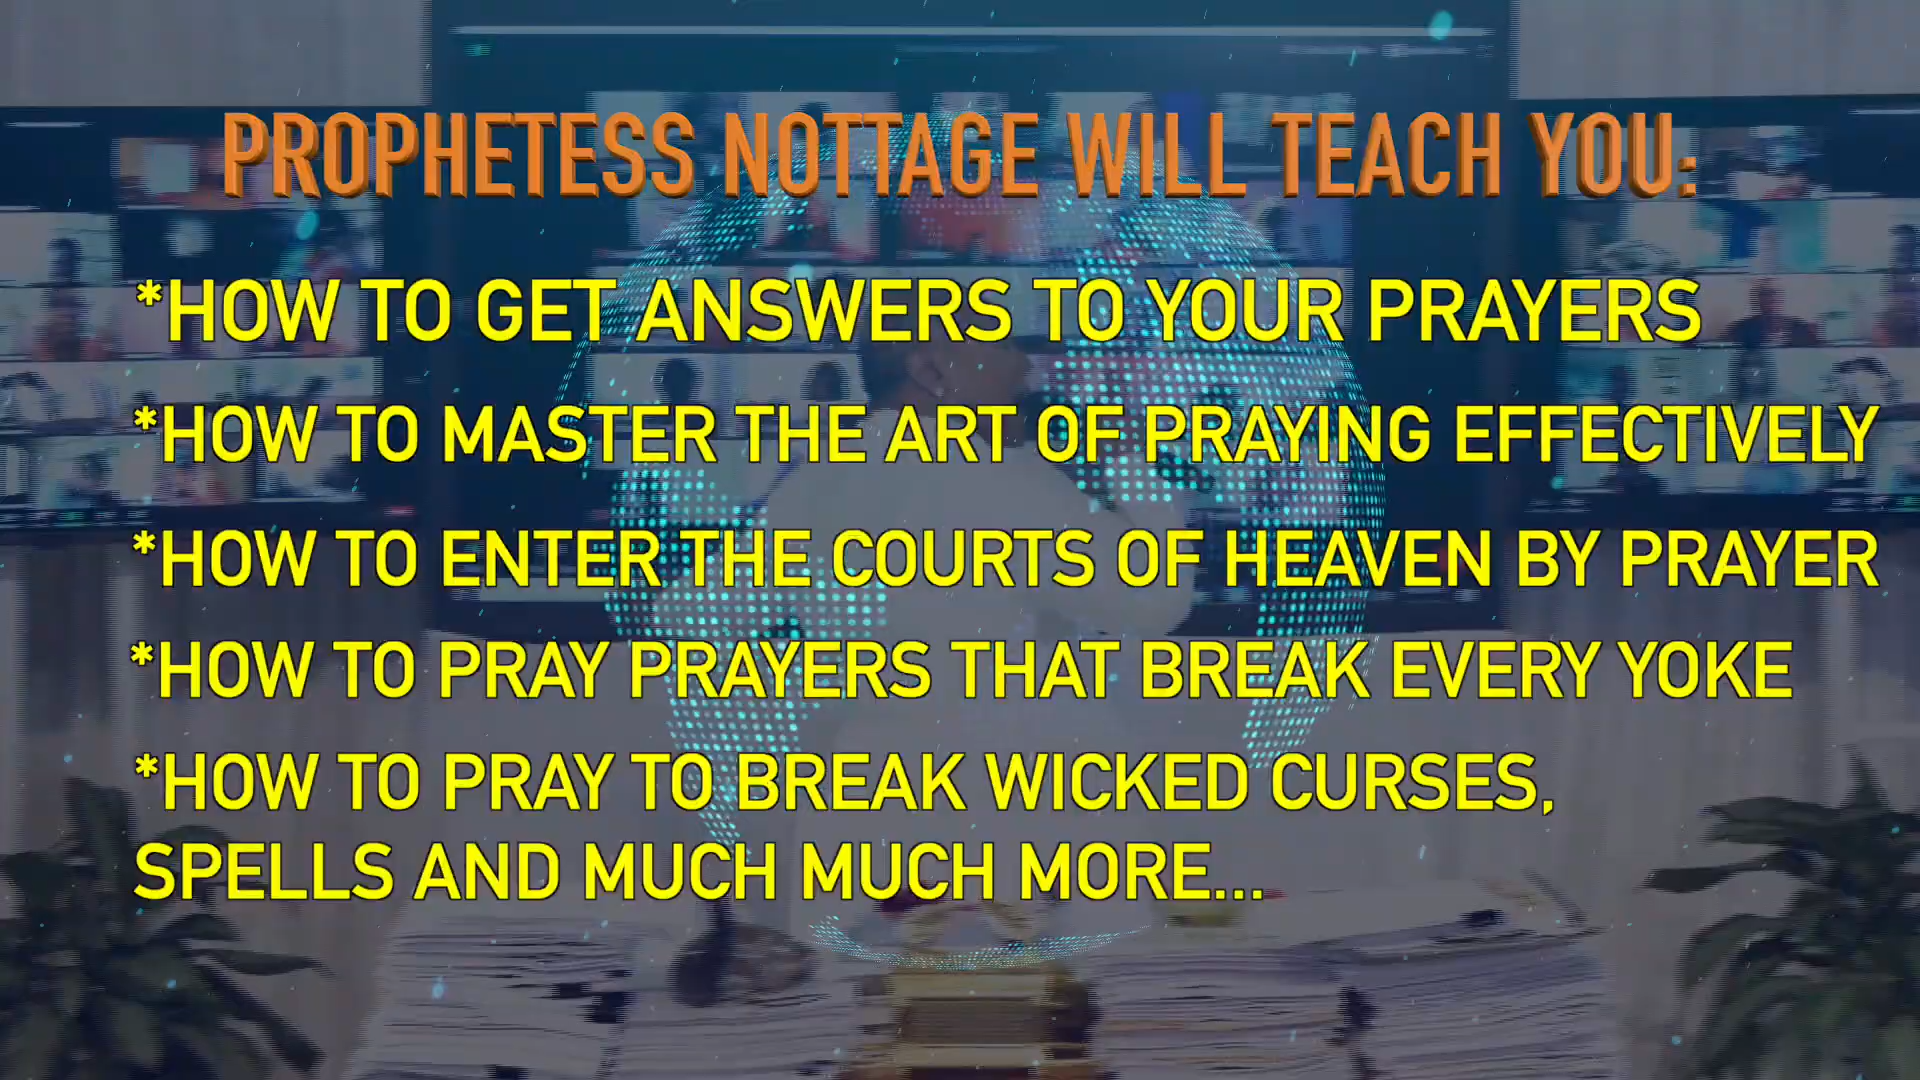 PROPHETESS NOTTAGE WILL TEACH YOU:
*HOW TO GET ANSWERS TO YOUR PRAYERS
*HOW TO MASTER THE ART OF PRAYING EFFECTIVELY
*HOW TO ENTER THE COURTS OF HEAVEN BY PRAYER
*HOW TO PRAY PRAYERS THAT BREAK EVERY YOKE
*HOW TO PRAY TO BREAK WICKED CURSES,
SPELLS AND MUCH MUCH MORE...